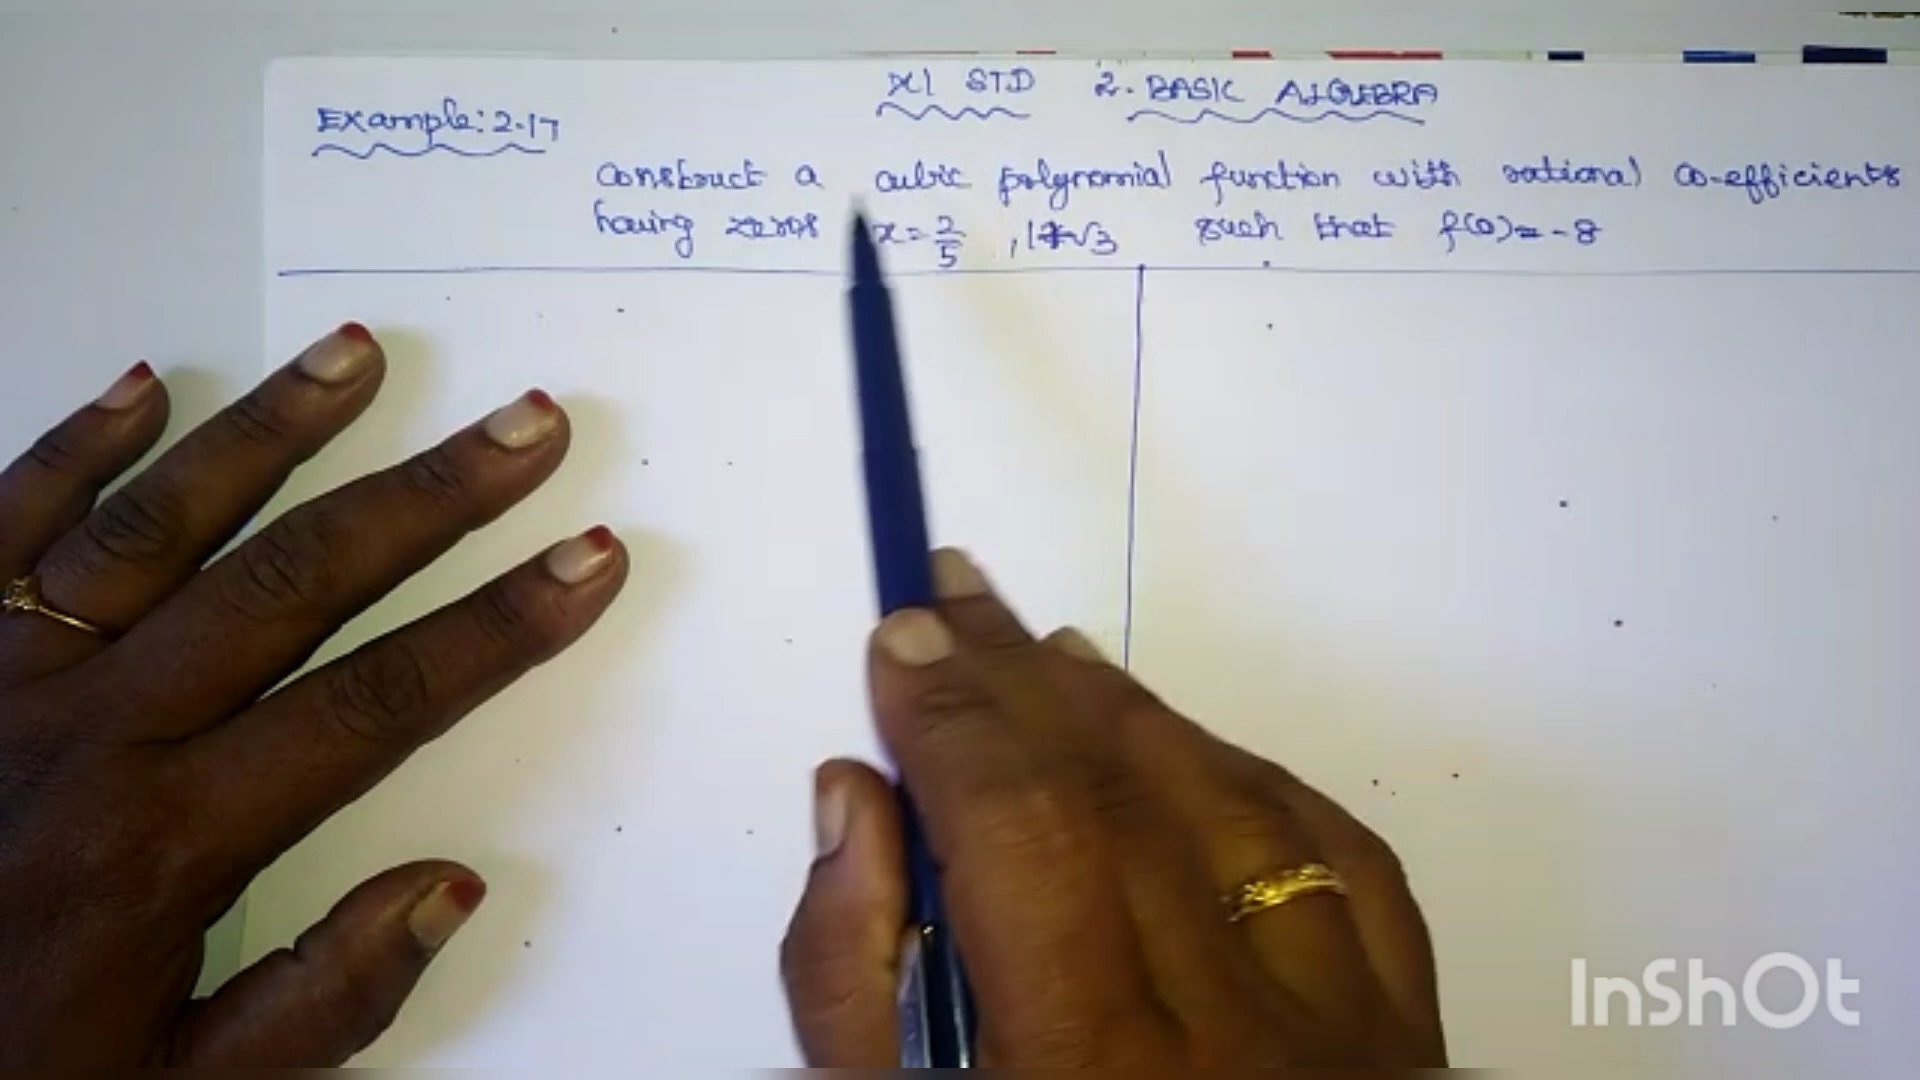 XI STD 2. BASIC ALGEBRA
Example: 2.17
Construct a cubic polynomial function with rational Co-efficients
having zeros x = 2/5 , 1+√3 such that f(0) = -8
InShOt